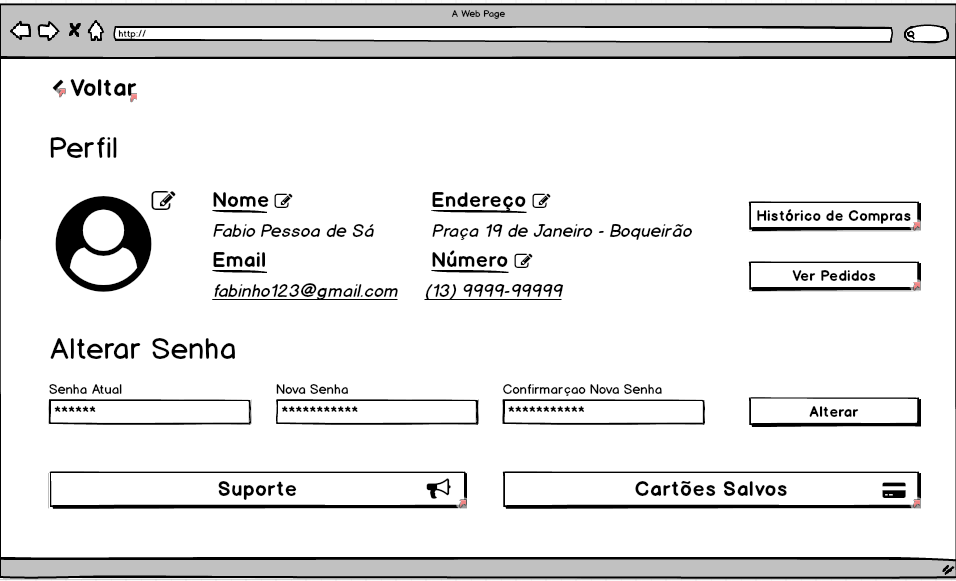 A Web Page
http://
Voltar
Perfil
Nome
Endereço
Histórico de Compras
Fabio Pessoa de Sá
Praça 19 de Janeiro - Boqueirão
Email
Número
Ver Pedidos
fabinho123@gmail.com
(13) 9999-99999
Alterar Senha
Senha Atual
Nova Senha
Confirmarçao Nova Senha
******
***********
***********
Alterar
Suporte
Cartões Salvos